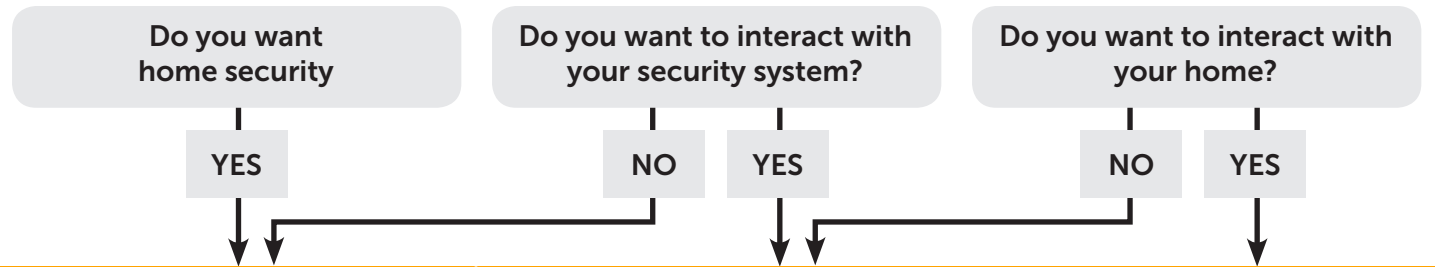 Do you want
home security
Do you want to interact with
your security system?
Do you want to interact with
your home?
YES
NO
YES
NO
YES